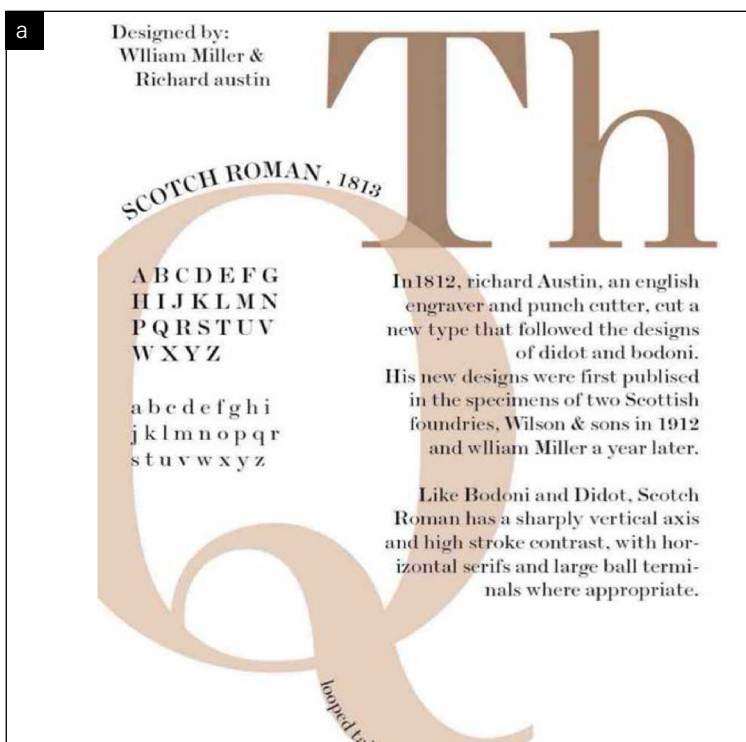 a
Designed by:
Wlliam Miller &
Richard austin
Th
SCOTCH ROMAN, 1813
Q
A B C D E F G
H I J K L M N
P Q R S T U V
W X Y Z
a b c d e f g h i
j k l m n o p q r
s t u v w x y z
In1812, richard Austin, an english
engraver and punch cutter, cut a
new type that followed the designs
of didot and bodoni.
His new designs were first publised
in the specimens of two Scottish
foundries, Wilson & sons in 1912
and wlliam Miller a year later.
Like Bodoni and Didot, Scotch
Roman has a sharply vertical axis
and high stroke contrast, with hor-
izontal serifs and large ball termi-
nals where appropriate.
looped